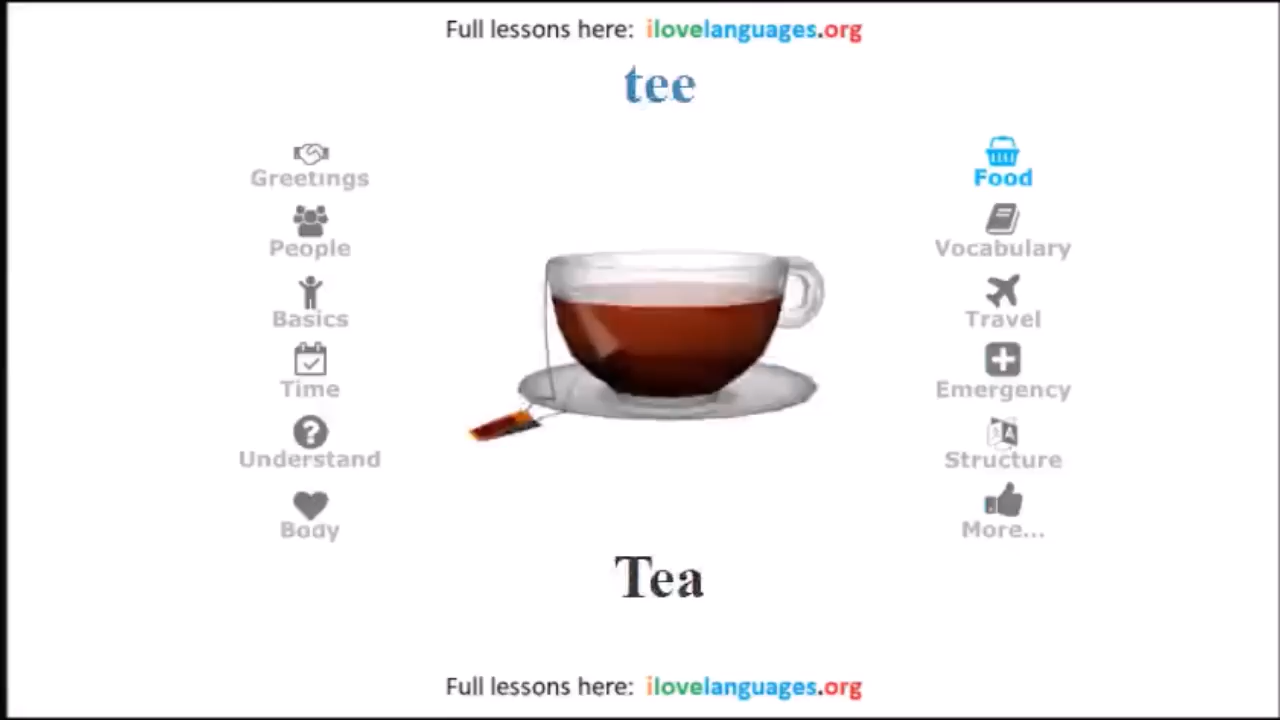 Full lessons here: ilovelanguages.org
tee
Greetings
People
Basics
Time
Understand
Body
Food
Vocabulary
Travel
Emergency
Structure
More...
Tea
Full lessons here: ilovelanguages.org